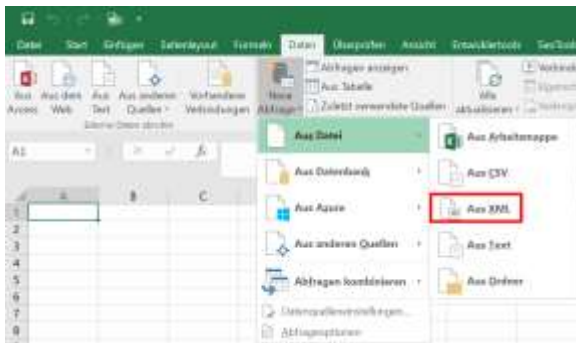 Datei Start Einfügen Seitenlayout Formeln Daten Überprüfen Ansicht Entwicklertools
Aus Access
Aus dem Web
Aus Text
Aus anderen Quellen
Vorhandene Verbindungen
Neue Abfrage
Abfragen anzeigen
Aus Tabelle
Zuletzt verwendete Quellen
Alle aktualisieren
Externe Daten abrufen
A1 fx
A B C
1
2
3
4
5
6
7
8
Aus Datei
Aus Datenbank
Aus Azure
Aus anderen Quellen
Abfragen kombinieren
Datenquelleneinstellungen...
Abfrageoptionen
Aus Arbeitsmappe
Aus CSV
Aus XML
Aus Text
Aus Ordner